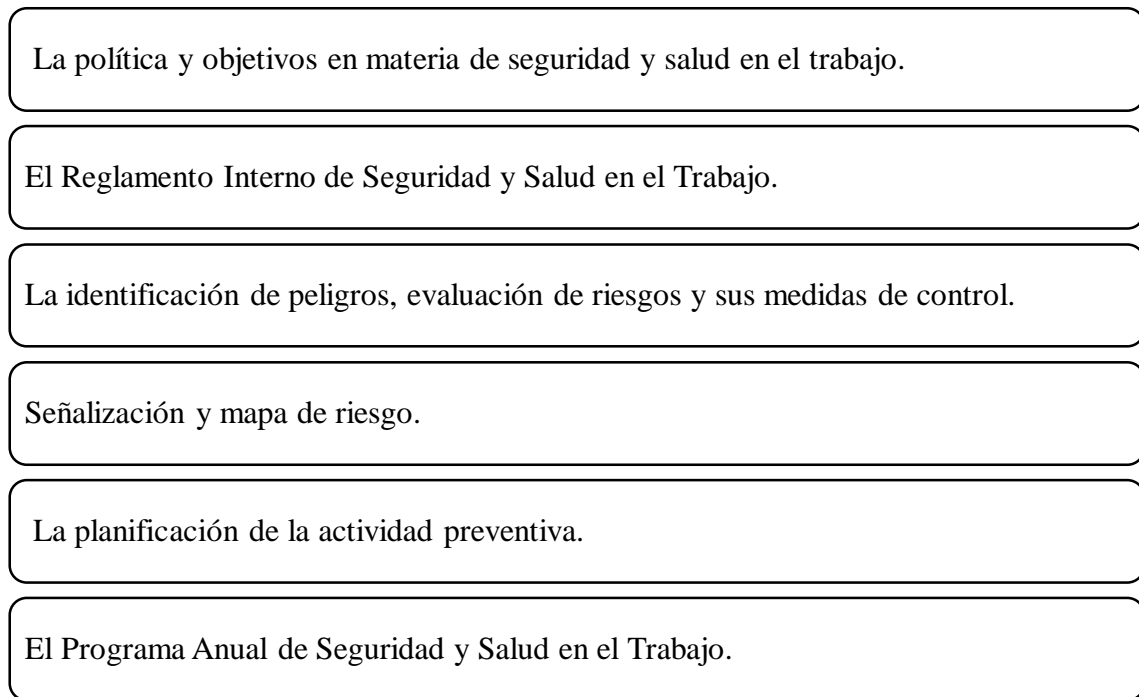 La política y objetivos en materia de seguridad y salud en el trabajo.
El Reglamento Interno de Seguridad y Salud en el Trabajo.
La identificación de peligros, evaluación de riesgos y sus medidas de control.
Señalización y mapa de riesgo.
La planificación de la actividad preventiva.
El Programa Anual de Seguridad y Salud en el Trabajo.